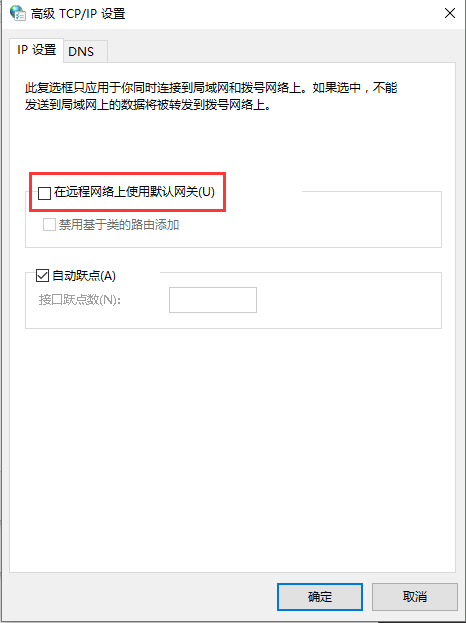 高级 TCP/IP 设置
IP 设置
DNS
此复选框只应用于你同时连接到局域网和拨号网络上。如果选中，不能
发送到局域网上的数据将被转发到拨号网络上。
在远程网络上使用默认网关(U)
禁用基于类的路由添加
自动跃点(A)
接口跃点数(N):
确定
取消